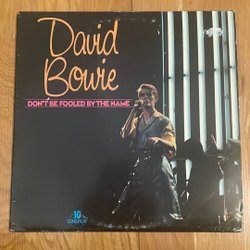 David
Bowie
DON'T BE FOOLED BY THE NAME
10"
LONGPLAY